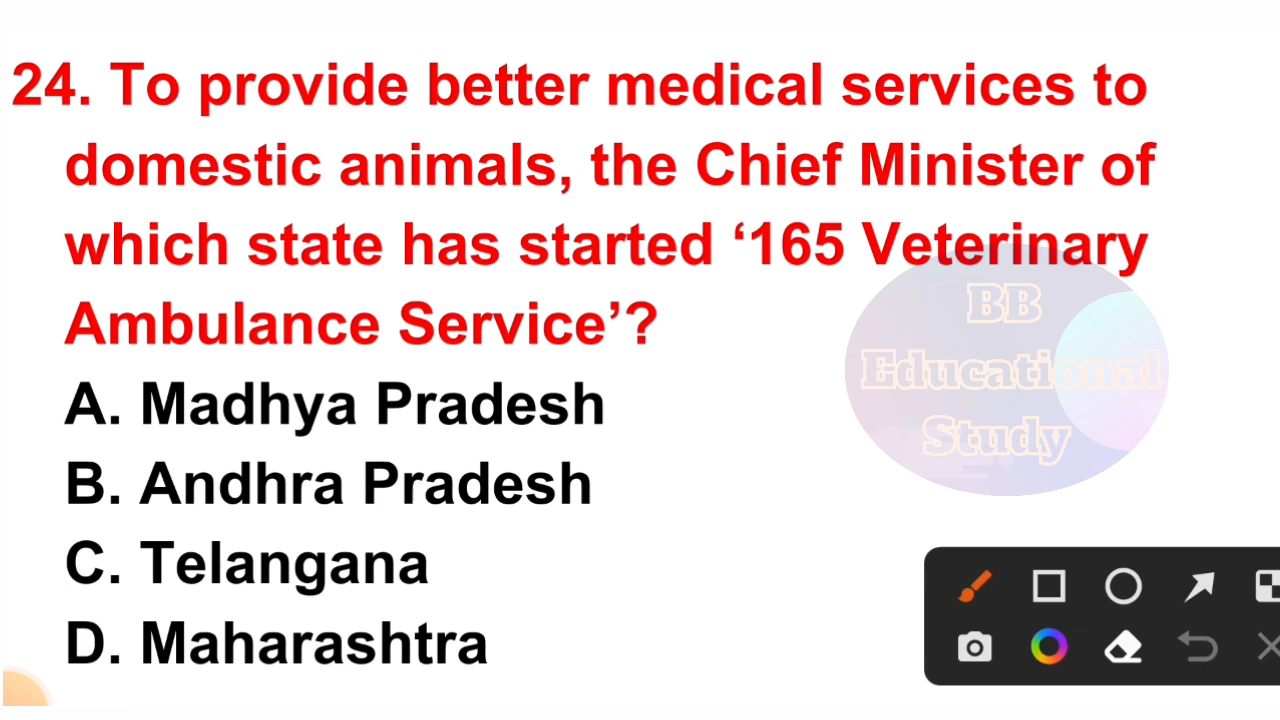 24. To provide better medical services to
domestic animals, the Chief Minister of
which state has started ‘165 Veterinary
Ambulance Service’?
BB
Educational
Study
A. Madhya Pradesh
B. Andhra Pradesh
C. Telangana
D. Maharashtra